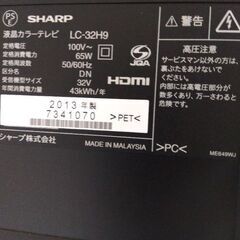 PS E SHARP
液晶カラーテレビ LC-32H9
定格電圧 100V~
定格消費電力 65W
定格周波数 50/60Hz
区分名 DN
受信機型サイズ 32V
年間消費電力量 43kWh/年
JQA
HDMI
2013年製
7341070
>PET<
シャープ株式会社
MADE IN MALAYSIA
警告
高圧注意
サービスマン以外の方は、
裏ぶたをあけないでください。
内部には高電圧部分が
数多くあり、万一さわると
危険です。
>PC<
ME649WJ